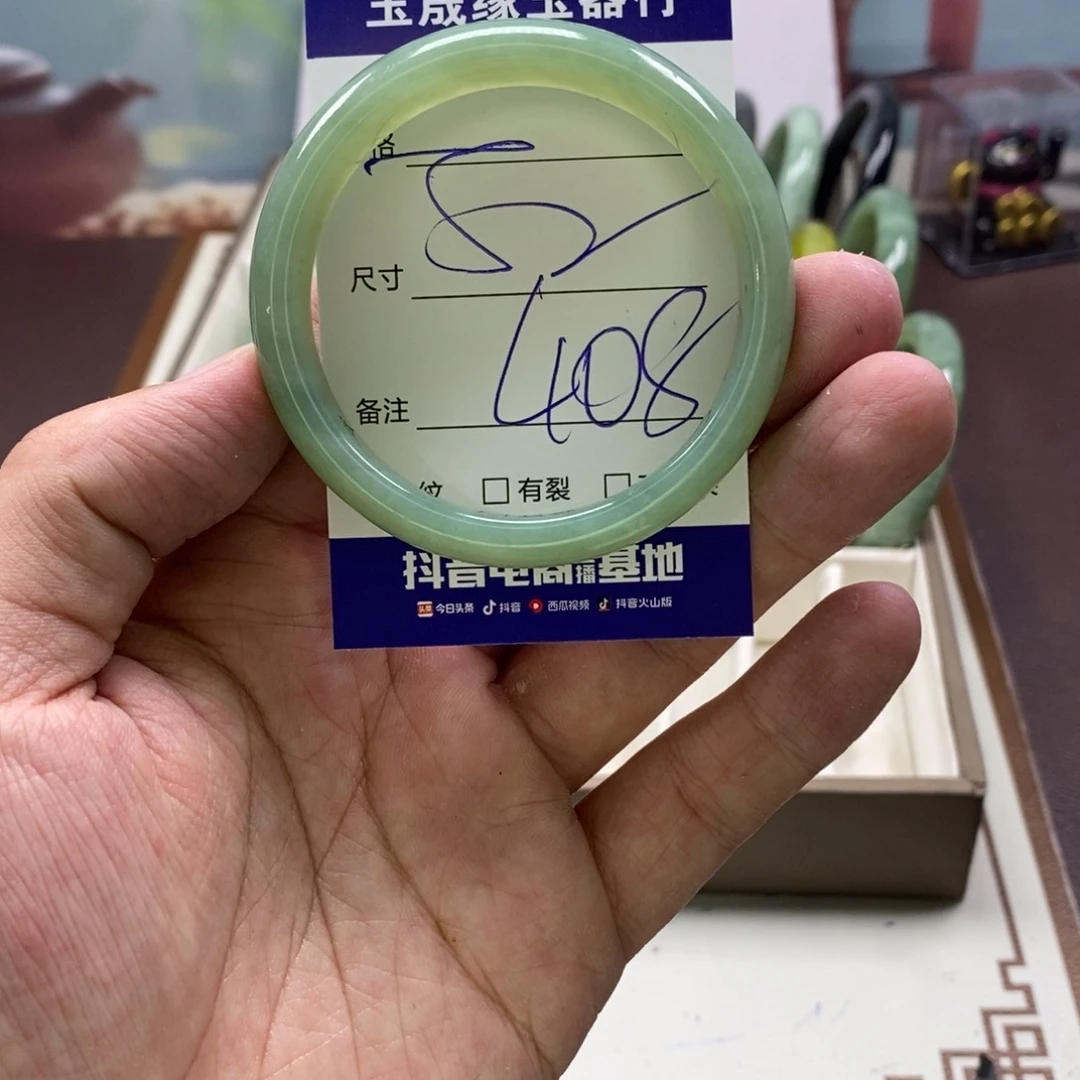 玉成缘玉器行
格
尺寸
备注 408
纹 □有裂 □
抖音电商直播基地
今日头条 抖音 西瓜视频 抖音火山版